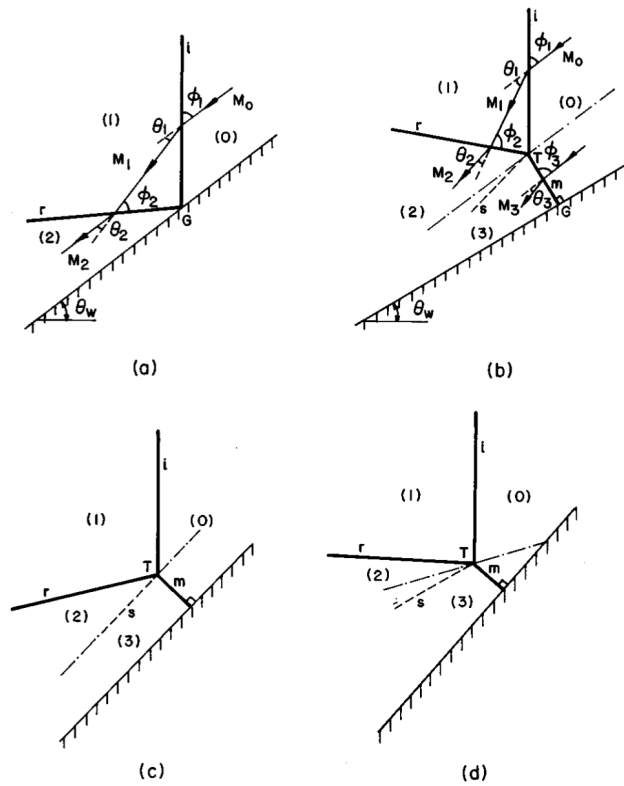 i
ϕ₁
M₀
(1)
θ₁
(0)
M₁
ϕ₂
r
G
(2)
θ₂
M₂
θw
(a)
i
ϕ₁
M₀
θ₁
(1)
M₁
(0)
r
ϕ₂
T
ϕ₃
θ₂
m
M₂
M₃
θ₃
(2)
s
G
(3)
θw
(b)
i
(1)
(0)
T
m
r
(2)
s
(3)
(c)
i
(1)
(0)
r
T
m
(2)
s
(3)
(d)